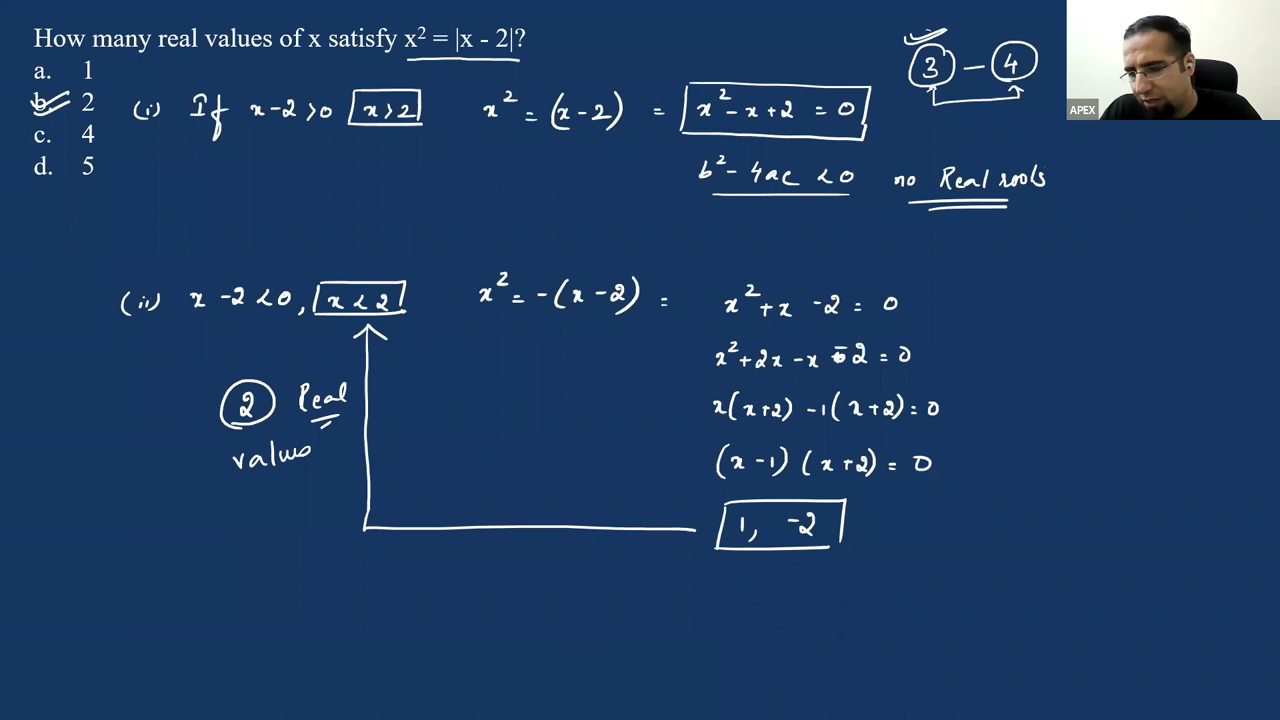 How many real values of x satisfy x² = |x - 2|?
a. 1
b. 2
c. 4
d. 5
3 — 4
(i) If x-2>0 x>2 x² = (x-2) = x² - x + 2 = 0
b² - 4ac < 0 no Real roots
(ii) x -2 <0, x < 2 x² = -(x -2) = x² + x -2 = 0
x² + 2x - x - 2 = 0
x(x+2) -1(x+2) = 0
(x -1) (x+2) = 0
1, -2
2 Real
values
APEX